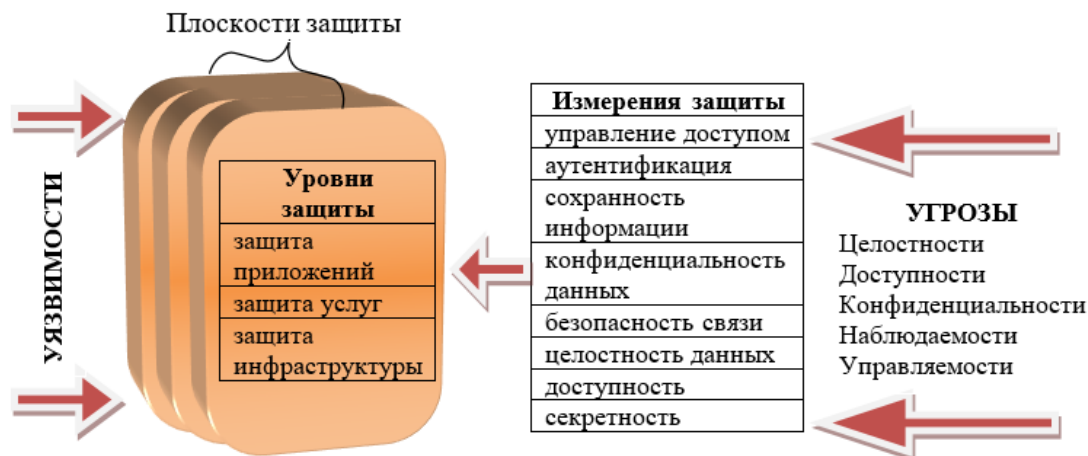 Плоскости защиты
УЯЗВИМОСТИ
Уровни
защиты
защита
приложений
защита услуг
защита
инфраструктуры
Измерения защиты
управление доступом
аутентификация
сохранность
информации
конфиденциальность
данных
безопасность связи
целостность данных
доступность
секретность
УГРОЗЫ
Целостности
Доступности
Конфиденциальности
Наблюдаемости
Управляемости